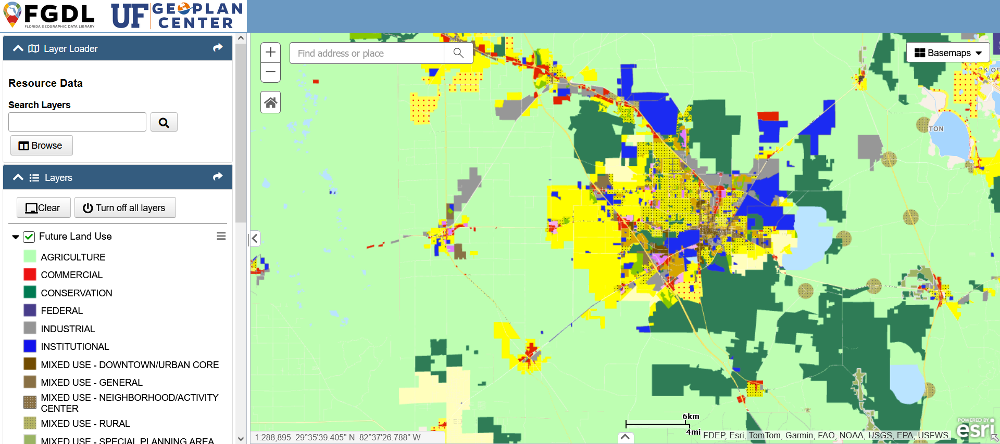 FGDL
FLORIDA GEOGRAPHIC DATA LIBRARY
UF GEOPLAN
CENTER
Layer Loader
Resource Data
Search Layers
Browse
Layers
Clear
Turn off all layers
Future Land Use
AGRICULTURE
COMMERCIAL
CONSERVATION
FEDERAL
INDUSTRIAL
INSTITUTIONAL
MIXED USE - DOWNTOWN/URBAN CORE
MIXED USE - GENERAL
MIXED USE - NEIGHBORHOOD/ACTIVITY
CENTER
MIXED USE - RURAL
MIXED USE - SPECIAL PLANNING AREA
+
Find address or place
Basemaps
−
RK OF
TON
6km
4mi
1:288,895 29°35'39.405" N 82°37'26.788" W
FDEP, Esri, TomTom, Garmin, FAO, NOAA, USGS, EPA, USFWS
POWERED BY
esri